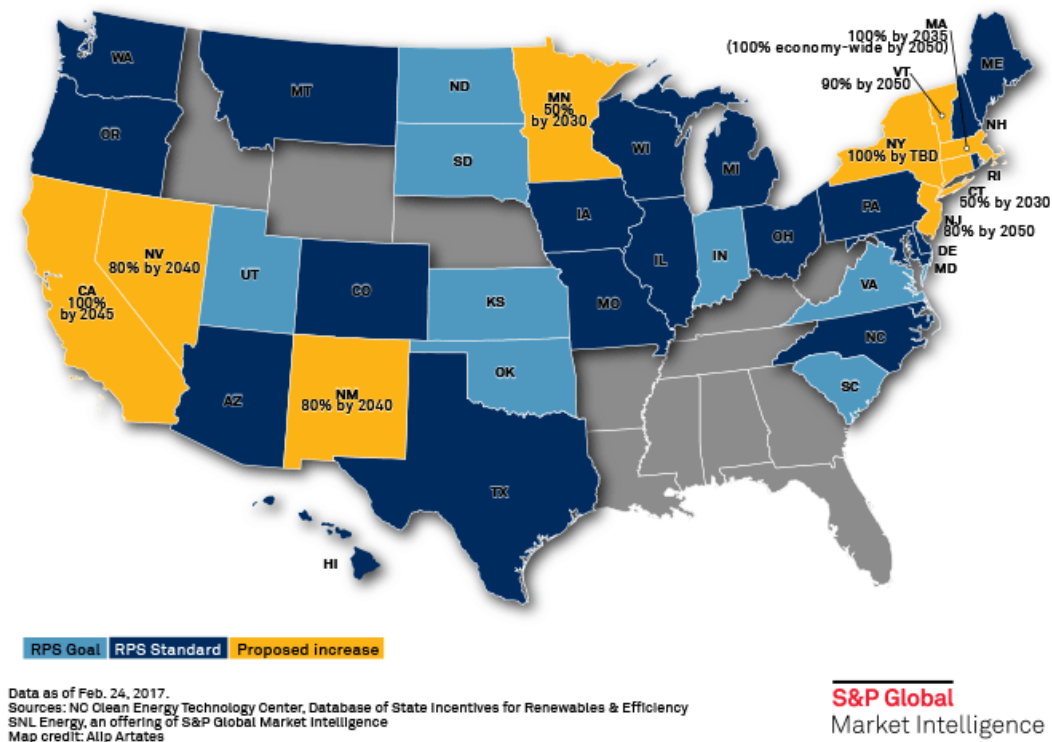 MA
100% by 2035
(100% economy-wide by 2050)
VT
90% by 2050
WA
MT
ND
MN
50%
by 2030
ME
OR
SD
WI
MI
NY
100% by TBD
NH
RI
CT
50% by 2030
NJ
80% by 2050
IA
PA
NV
80% by 2040
UT
CO
IL
IN
OH
DE
MD
CA
100%
by 2045
KS
MO
VA
NC
OK
SC
AZ
NM
80% by 2040
TX
HI
RPS Goal RPS Standard Proposed increase
Data as of Feb. 24, 2017.
Sources: NC Clean Energy Technology Center, Database of State Incentives for Renewables & Efficiency
SNL Energy, an offering of S&P Global Market Intelligence
Map credit: Alip Artates
S&P Global
Market Intelligence